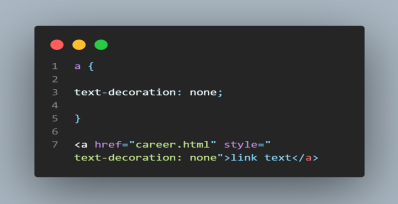 1 a {
2
3 text-decoration: none;
4
5 }
6
7 <a href="career.html" style="
text-decoration: none">link text</a>